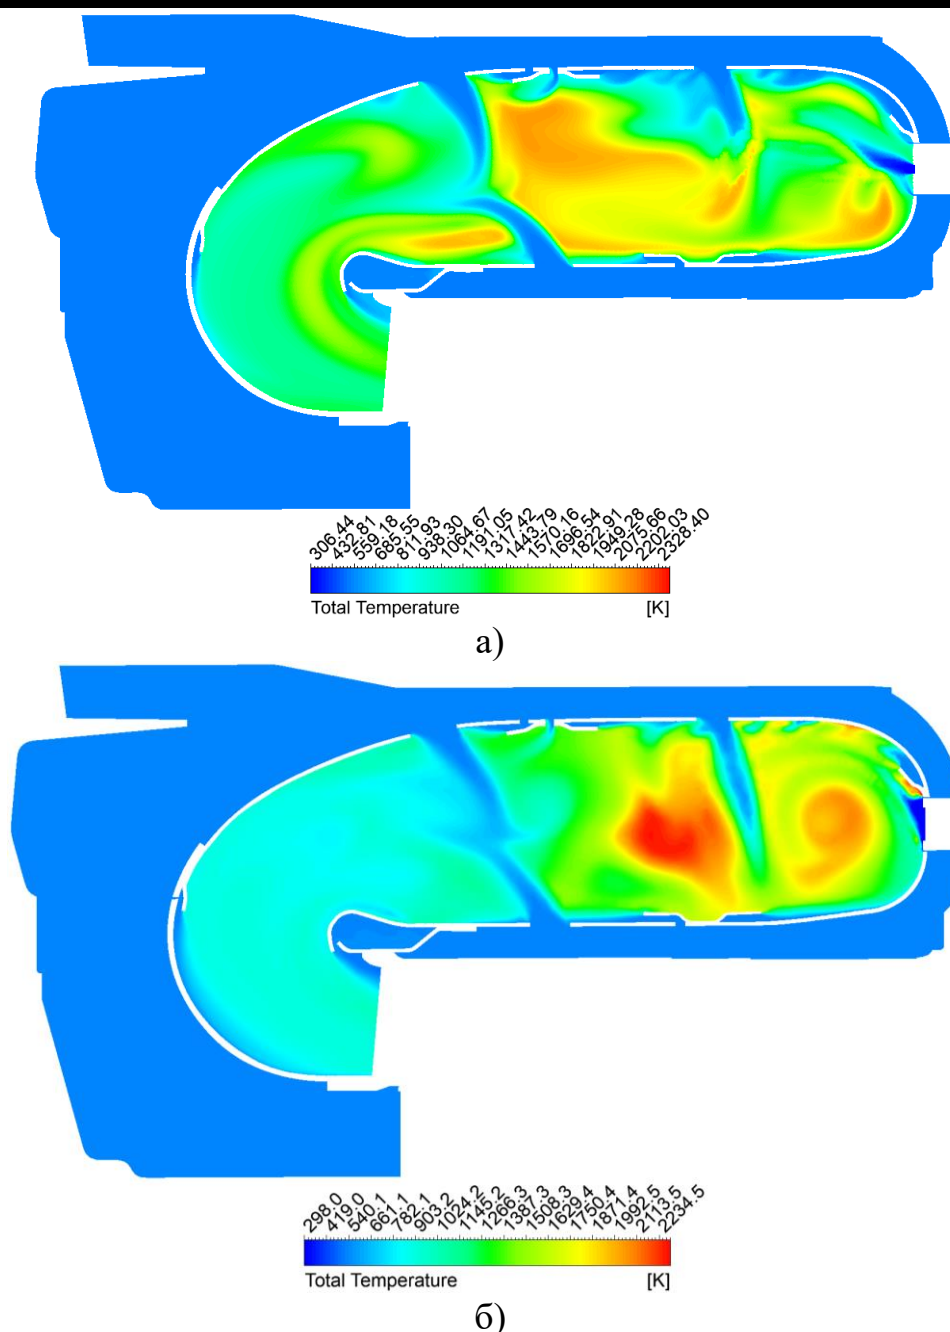 306.44 432.81 559.18 685.55 811.93 938.30 1064.67 1191.05 1317.42 1443.79 1570.16 1696.54 1822.91 1949.28 2075.66 2202.03 2328.40
Total Temperature [K]
а)
298.0 419.0 540.1 661.1 782.1 903.2 1024.2 1145.2 1266.3 1387.3 1508.3 1629.4 1750.4 1871.4 1992.5 2113.5 2234.5
Total Temperature [K]
б)